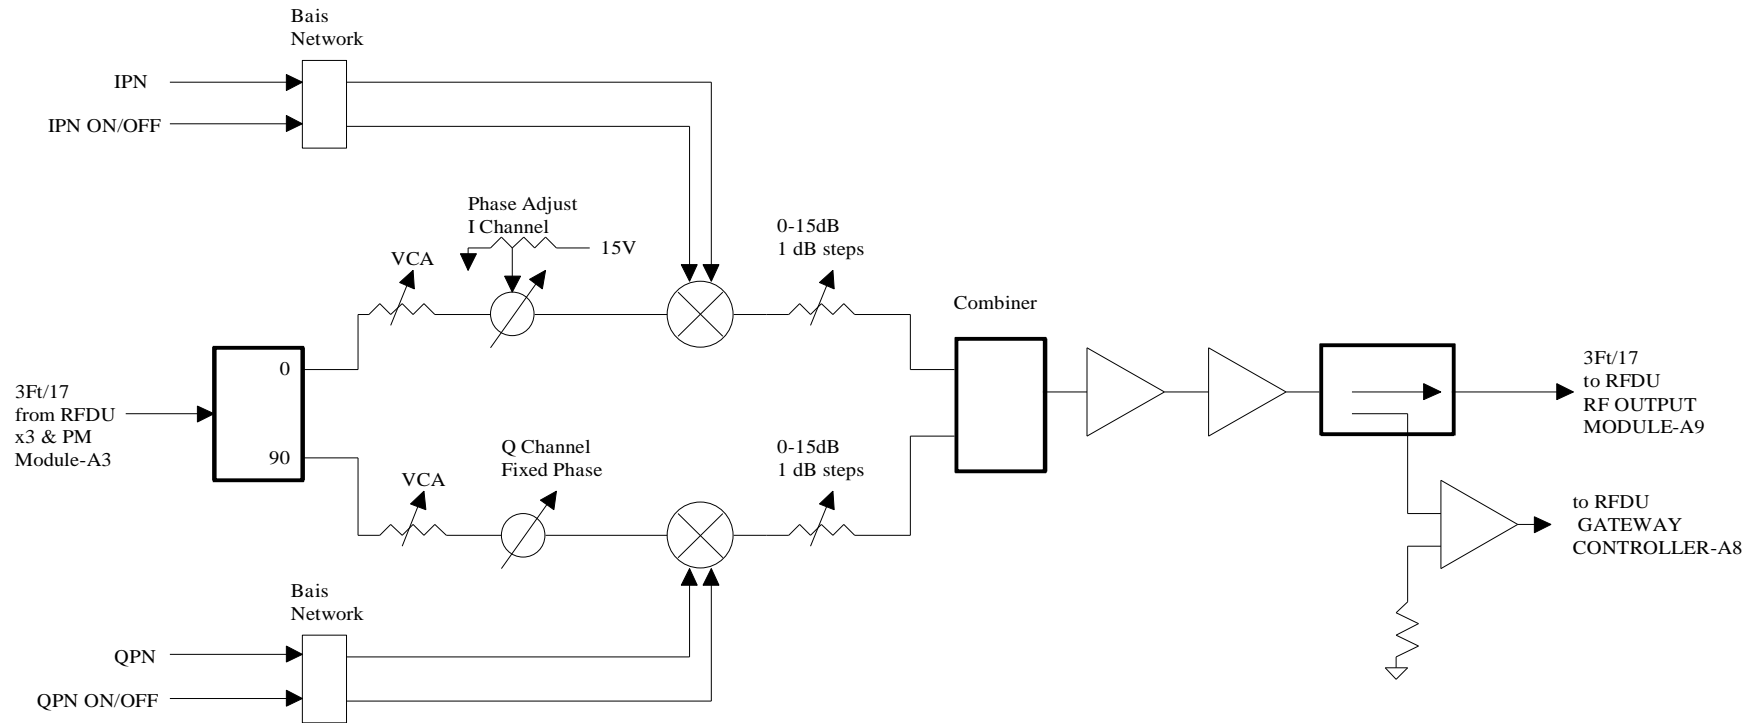 Bais
Network
IPN
IPN ON/OFF
Phase Adjust
I Channel
15V
VCA
0-15dB
1 dB steps
Combiner
0
90
3Ft/17
from RFDU
x3 & PM
Module-A3
3Ft/17
to RFDU
RF OUTPUT
MODULE-A9
Q Channel
Fixed Phase
VCA
0-15dB
1 dB steps
to RFDU
GATEWAY
CONTROLLER-A8
Bais
Network
QPN
QPN ON/OFF